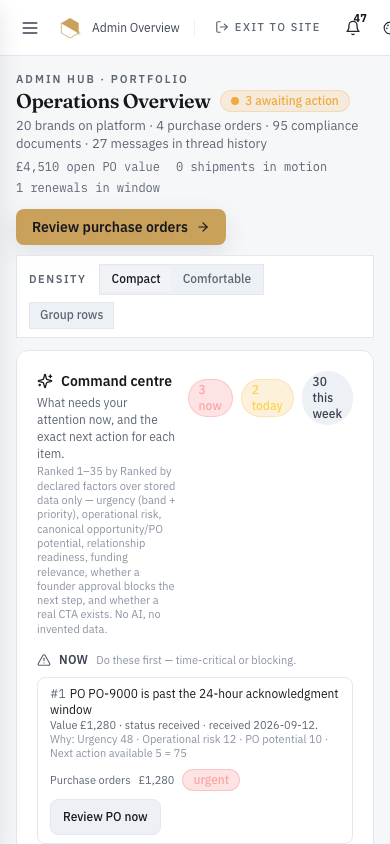 Admin Overview
EXIT TO SITE
47
ADMIN HUB · PORTFOLIO
Operations Overview
3 awaiting action
20 brands on platform · 4 purchase orders · 95 compliance
documents · 27 messages in thread history
£4,510 open PO value 0 shipments in motion
1 renewals in window
Review purchase orders →
DENSITY
Compact
Comfortable
Group rows
Command centre
3
now
2
today
30
this
week
What needs your
attention now, and the
exact next action for each
item.
Ranked 1–35 by Ranked by
declared factors over stored
data only — urgency (band +
priority), operational risk,
canonical opportunity/PO
potential, relationship
readiness, funding
relevance, whether a
founder approval blocks the
next step, and whether a
real CTA exists. No AI, no
invented data.
NOW Do these first — time-critical or blocking.
#1 PO PO-9000 is past the 24-hour acknowledgment
window
Value £1,280 · status received · received 2026-09-12.
Why: Urgency 48 · Operational risk 12 · PO potential 10 ·
Next action available 5 = 75
Purchase orders £1,280 urgent
Review PO now